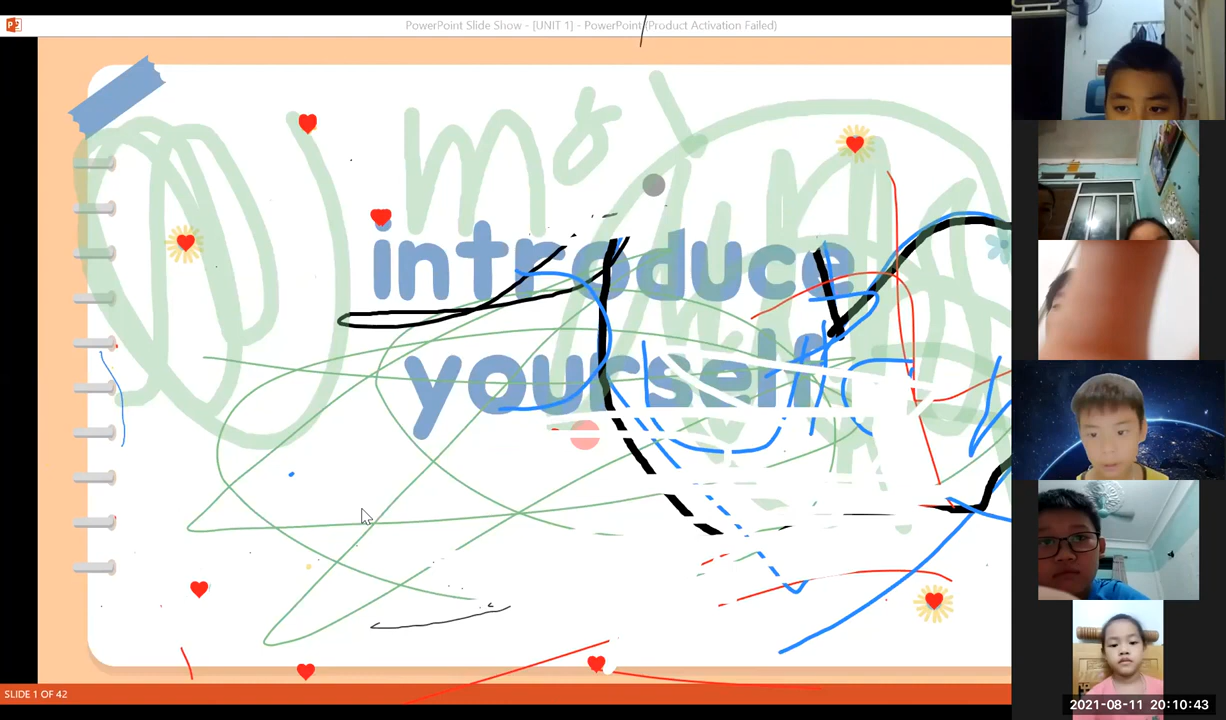 PowerPoint Slide Show - [UNIT 1] - PowerPoint (Product Activation Failed)
ms
introduce
yourself
SLIDE 1 OF 42
2021-08-11 20:10:43